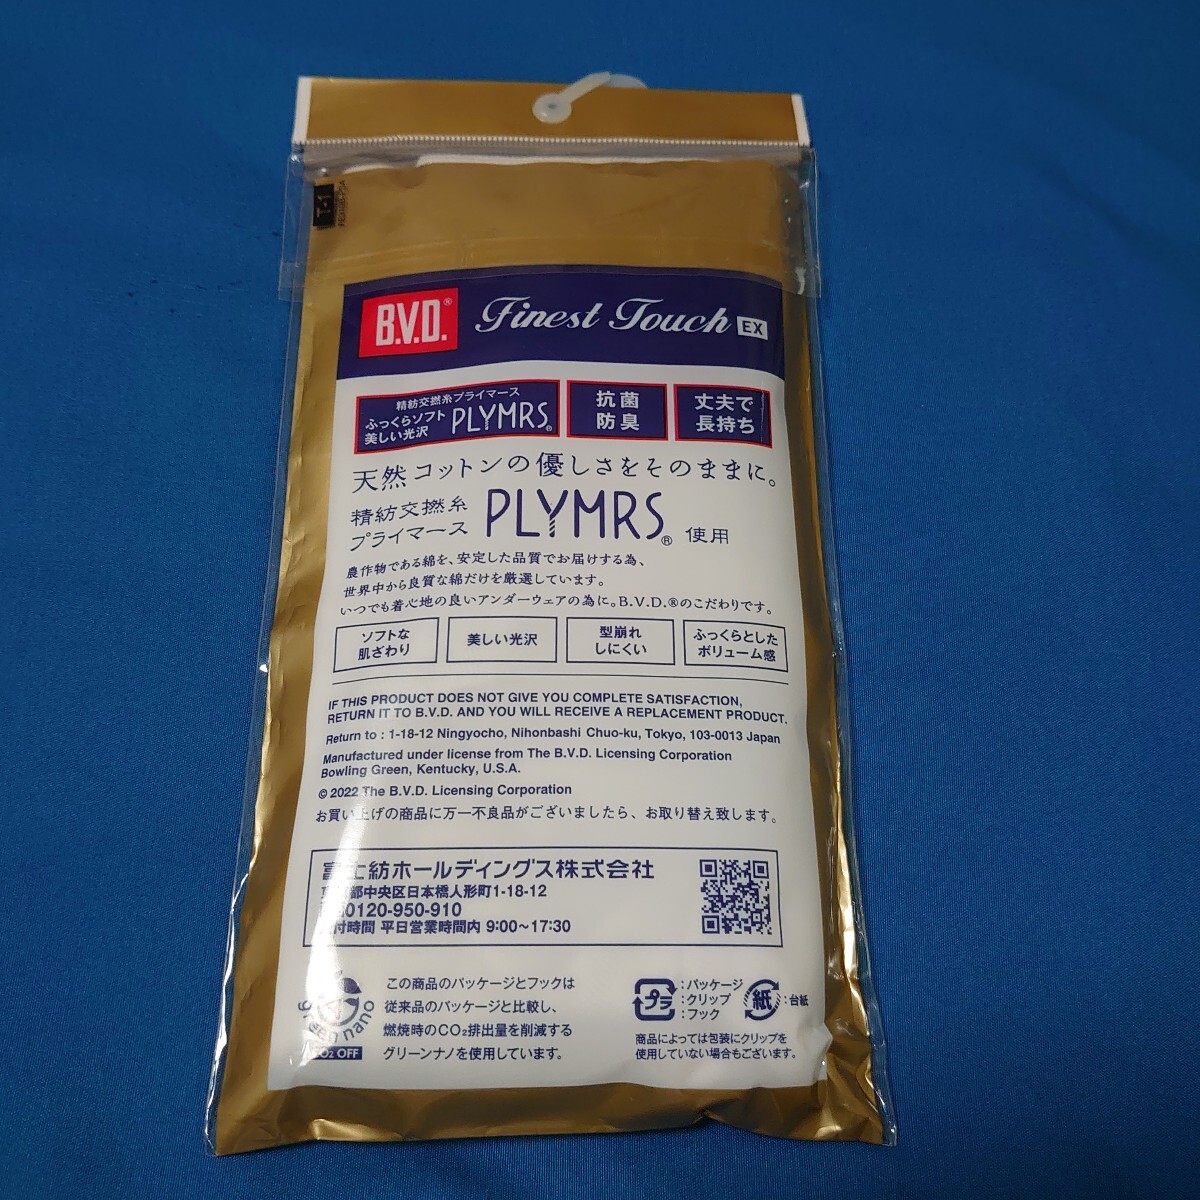 T-1
B.V.D.® Finest Touch EX
精紡交撚糸プライマース
ふっくらソフト
美しい光沢
PLYMRS®
抗菌
防臭
丈夫で
長持ち
天然コットンの優しさをそのままに。
精紡交撚糸
プライマース
PLYMRS® 使用
農作物である綿を、安定した品質でお届けする為、
世界中から良質な綿だけを厳選しています。
いつでも着心地の良いアンダーウェアの為に。B.V.D.®のこだわりです。
ソフトな
肌ざわり
美しい光沢
型崩れ
しにくい
ふっくらとした
ボリューム感
IF THIS PRODUCT DOES NOT GIVE YOU COMPLETE SATISFACTION,
RETURN IT TO B.V.D. AND YOU WILL RECEIVE A REPLACEMENT PRODUCT.
Return to : 1-18-12 Ningyocho, Nihonbashi Chuo-ku, Tokyo, 103-0013 Japan
Manufactured under license from The B.V.D. Licensing Corporation
Bowling Green, Kentucky, U.S.A.
© 2022 The B.V.D. Licensing Corporation
お買い上げの商品に万一不良品がございましたら、お取り替え致します。
富士紡ホールディングス株式会社
東京都中央区日本橋人形町1-18-12
0120-950-910
受付時間 平日営業時間内 9:00～17:30
green nano
CO₂ OFF
この商品のパッケージとフックは
従来品のパッケージと比較し、
燃焼時のCO₂排出量を削減する
グリーンナノを使用しています。
プラ
:パッケージ
:クリップ
:フック
紙
:台紙
商品によっては包装にクリップを
使用していない場合もございます。